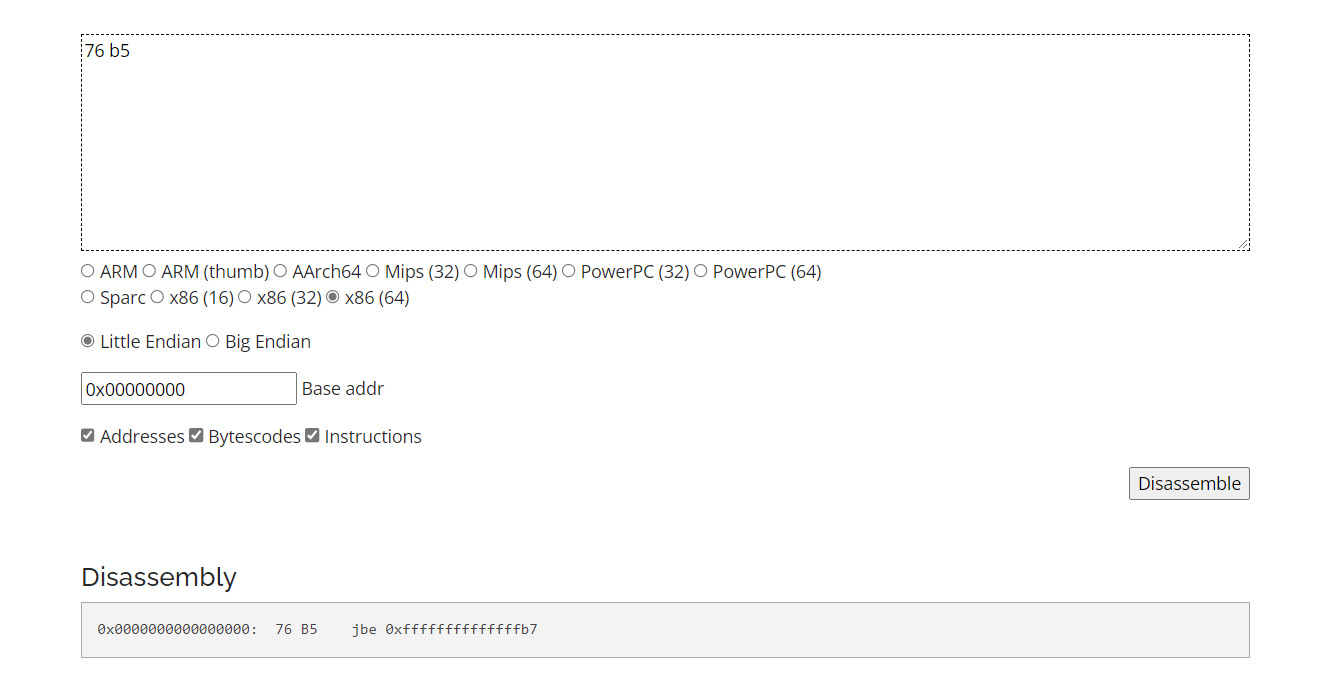 76 b5
ARM ARM (thumb) AArch64 Mips (32) Mips (64) PowerPC (32) PowerPC (64)
Sparc x86 (16) x86 (32) x86 (64)
Little Endian Big Endian
0x00000000 Base addr
Addresses Bytescodes Instructions
Disassemble
Disassembly
0x0000000000000000: 76 B5 jbe 0xffffffffffffffb7